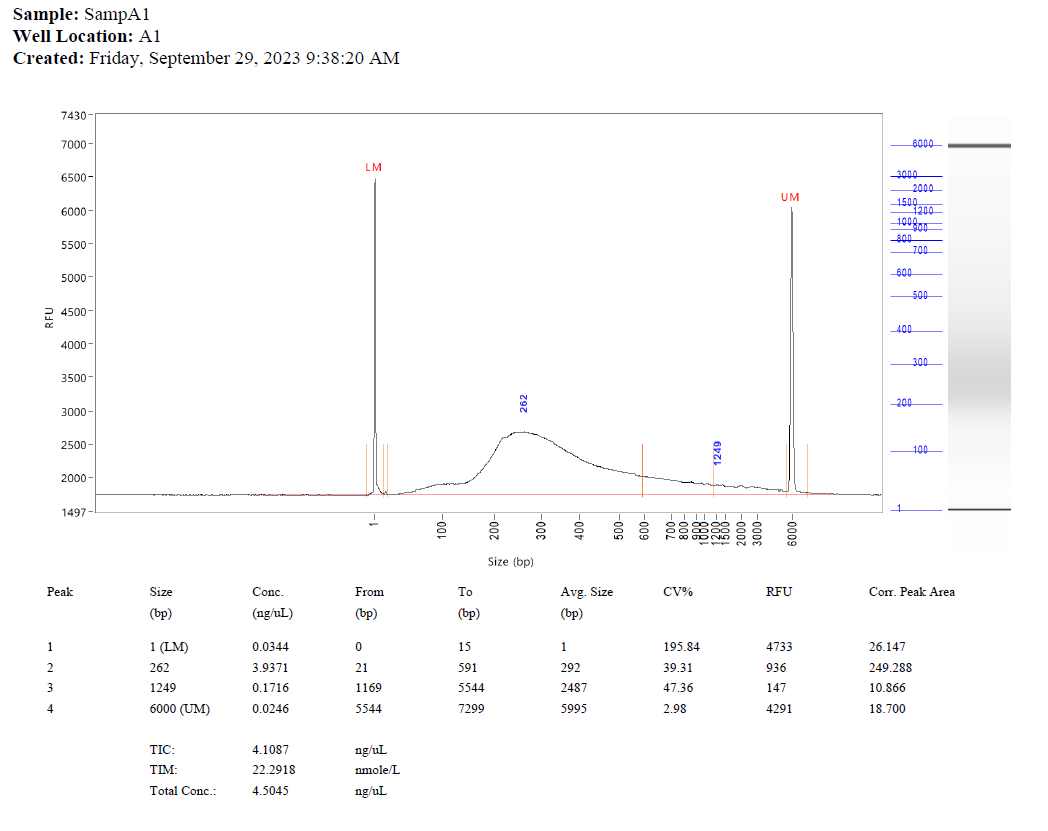 Sample: SampA1
Well Location: A1
Created: Friday, September 29, 2023 9:38:20 AM
7430
7000
6500
6000
5500
5000
4500
4000
3500
3000
2500
2000
1497
RFU
LM
262
1249
UM
1
100
200
300
400
500
600
700
800
900
1000
1200
1500
2000
3000
6000
Size (bp)
6000
3000
2000
1500
1200
1000
900
800
700
600
500
400
300
200
100
1
Peak Size Conc. From To Avg. Size CV% RFU Corr. Peak Area
(bp) (ng/uL) (bp) (bp) (bp)
1 1 (LM) 0.0344 0 15 1 195.84 4733 26.147
2 262 3.9371 21 591 292 39.31 936 249.288
3 1249 0.1716 1169 5544 2487 47.36 147 10.866
4 6000 (UM) 0.0246 5544 7299 5995 2.98 4291 18.700
TIC: 4.1087 ng/uL
TIM: 22.2918 nmole/L
Total Conc.: 4.5045 ng/uL